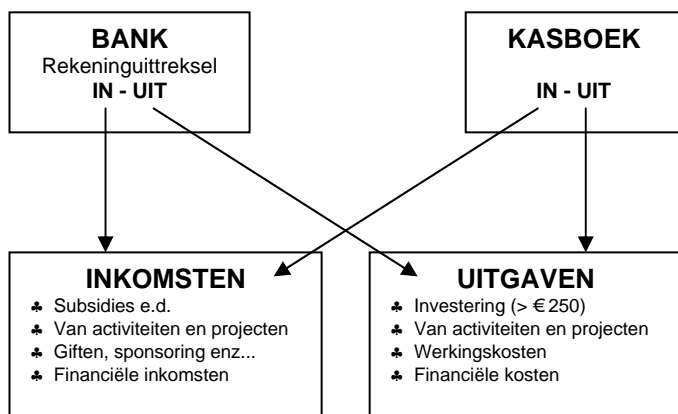 BANK
Rekeninguittreksel
IN - UIT
KASBOEK
IN - UIT
INKOMSTEN
♣ Subsidies e.d.
♣ Van activiteiten en projecten
♣ Giften, sponsoring enz...
♣ Financiële inkomsten
UITGAVEN
♣ Investering (> € 250)
♣ Van activiteiten en projecten
♣ Werkingskosten
♣ Financiële kosten